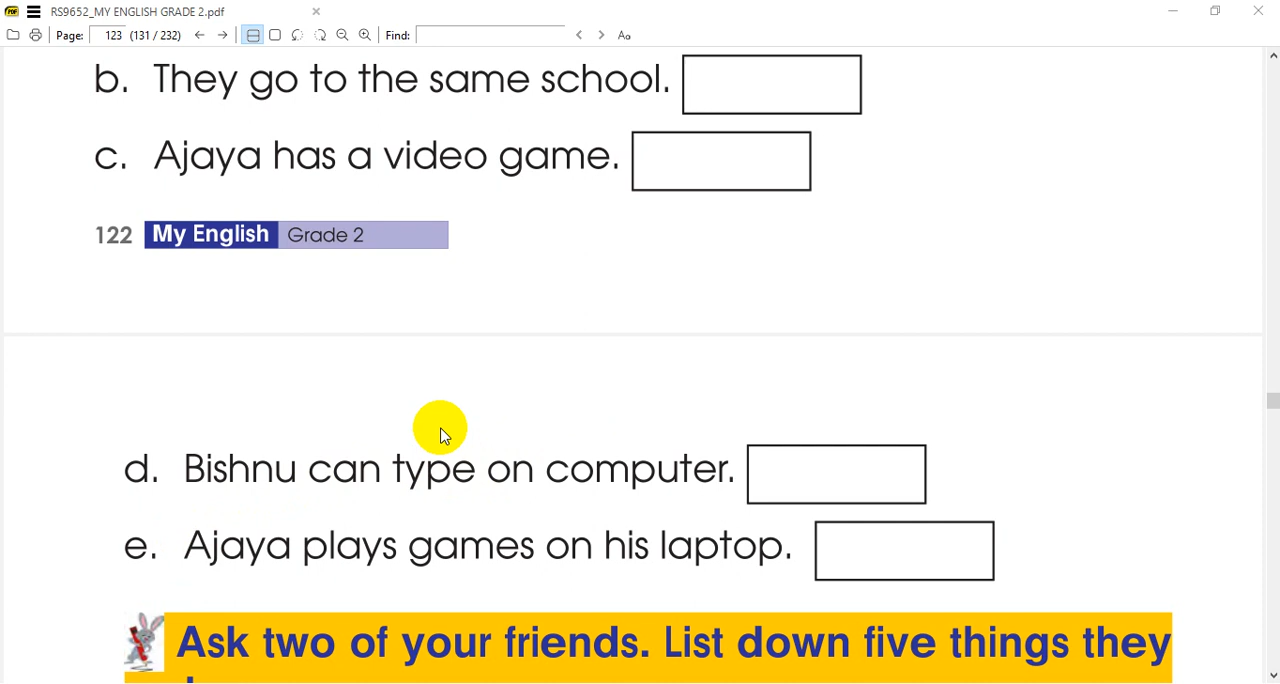 RS9652_MY ENGLISH GRADE 2.pdf
Page: 123 (131 / 232) Find: Aa
b. They go to the same school.
c. Ajaya has a video game.
122 My English Grade 2
d. Bishnu can type on computer.
e. Ajaya plays games on his laptop.
Ask two of your friends. List down five things they